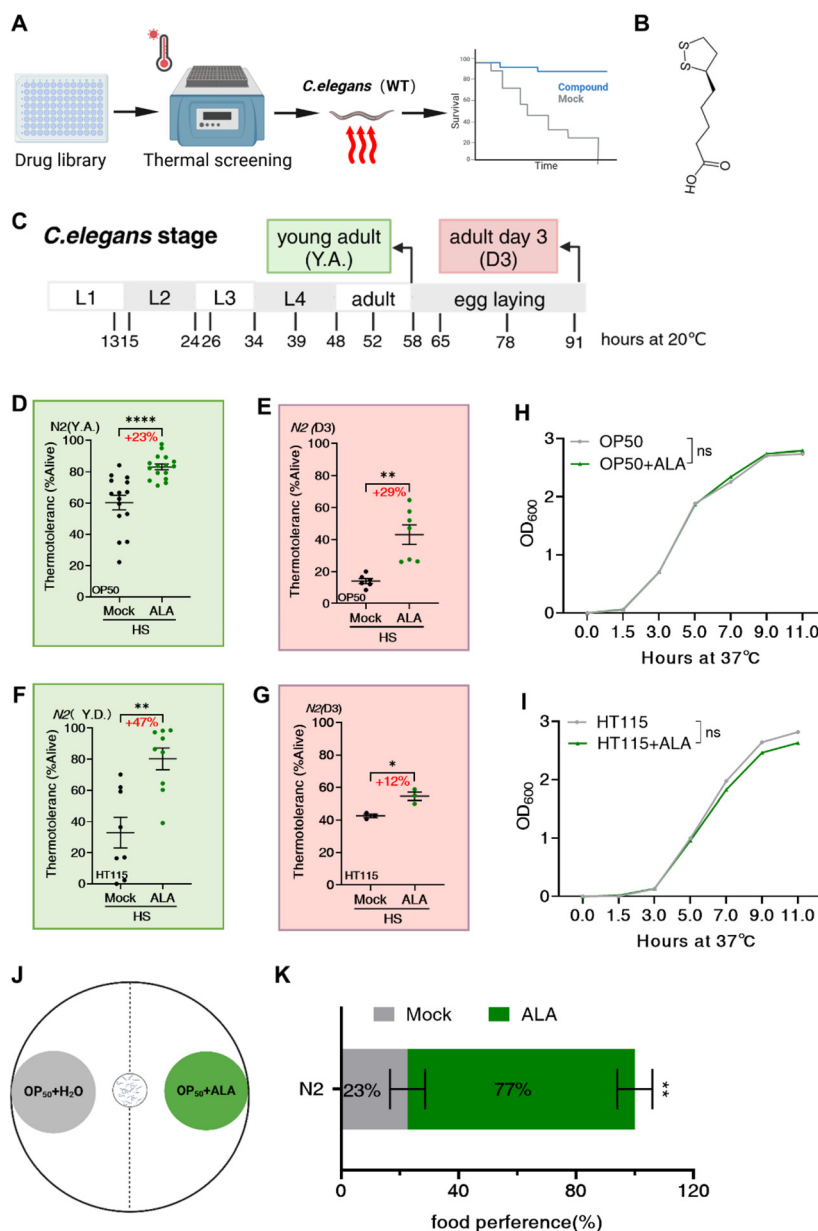 A
B
Drug library
Thermal screening
C.elegans (WT)
Survival
100
80
60
40
20
0
Compound
Mock
Time
S
S
O
OH
C
C.elegans stage
young adult
(Y.A.)
adult day 3
(D3)
L1 L2 L3 L4 adult egg laying
13 15 24 26 34 39 48 52 58 65 78 91 hours at 20℃
D
N2(Y.A.)
****
+23%
Thermotoleranc (%Alive)
100
80
60
40
20
0
OP50
Mock ALA
HS
E
N2 (D3)
**
+29%
Thermotoleranc (%Alive)
100
80
60
40
20
0
OP50
Mock ALA
HS
H
OP50
OP50+ALA
ns
OD600
3
2
1
0
0.0 1.5 3.0 5.0 7.0 9.0 11.0
Hours at 37℃
F
N2( Y.D.)
**
+47%
Thermotoleranc (%Alive)
100
80
60
40
20
0
HT115
Mock ALA
HS
G
N2(D3)
*
+12%
Thermotoleranc (%Alive)
100
80
60
40
20
0
HT115
Mock ALA
HS
I
HT115
HT115+ALA
ns
OD600
3
2
1
0
0.0 1.5 3.0 5.0 7.0 9.0 11.0
Hours at 37℃
J
OP50+H2O
OP50+ALA
K
Mock ALA
N2
23%
77%
**
0 40 80 120
food perference(%)